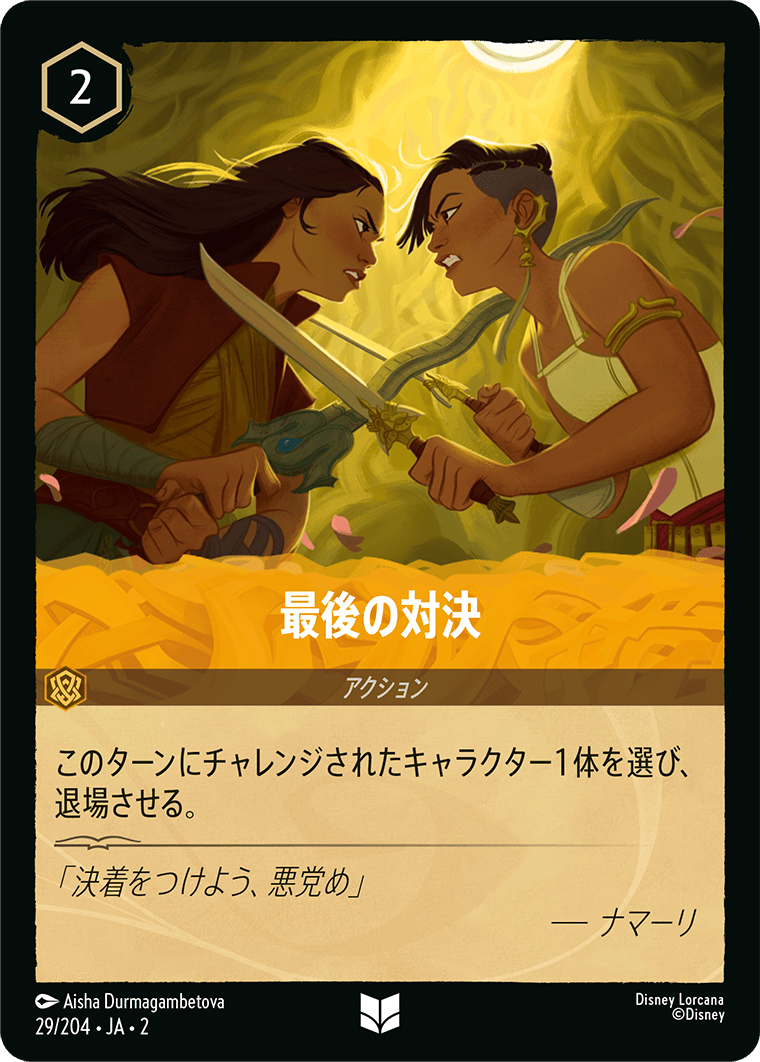 2
最後の対決
アクション
このターンにチャレンジされたキャラクター1体を選び、
退場させる。
「決着をつけよう、悪党め」
— ナマーリ
Aisha Durmagambetova
Disney Lorcana
29/204 • JA • 2
©Disney